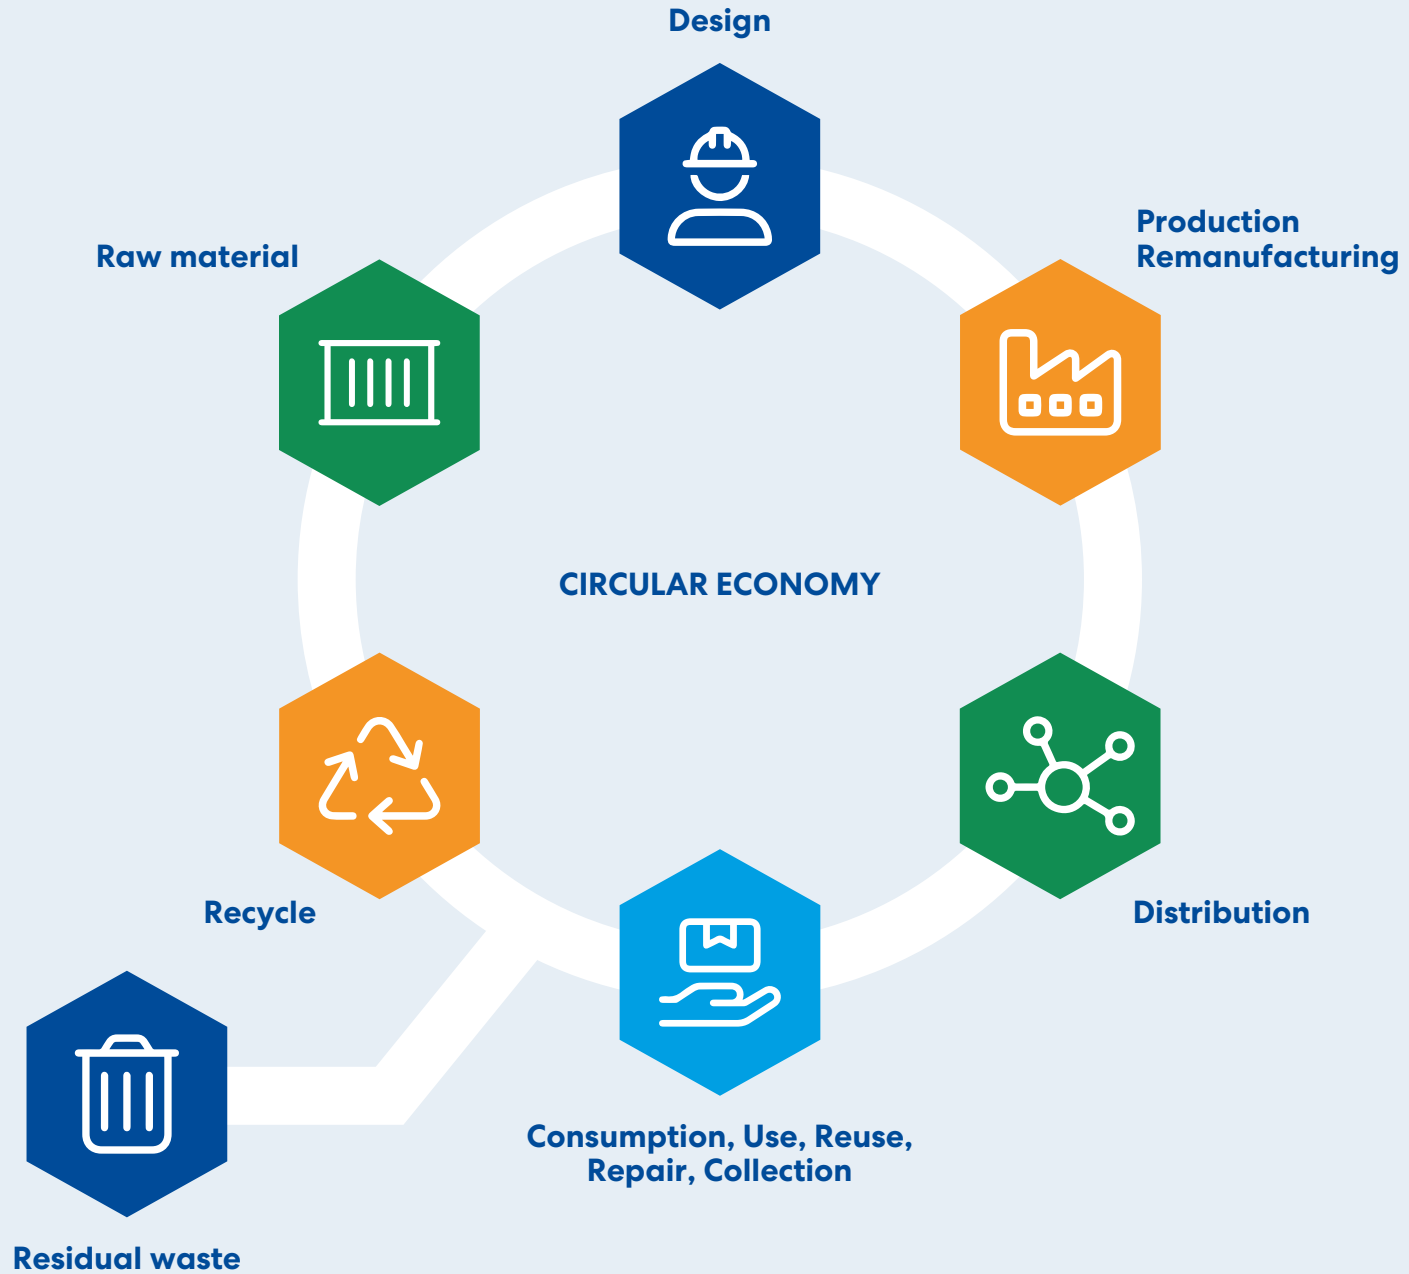 Design
Production
Remanufacturing
Raw material
CIRCULAR ECONOMY
Recycle
Distribution
Consumption, Use, Reuse,
Repair, Collection
Residual waste